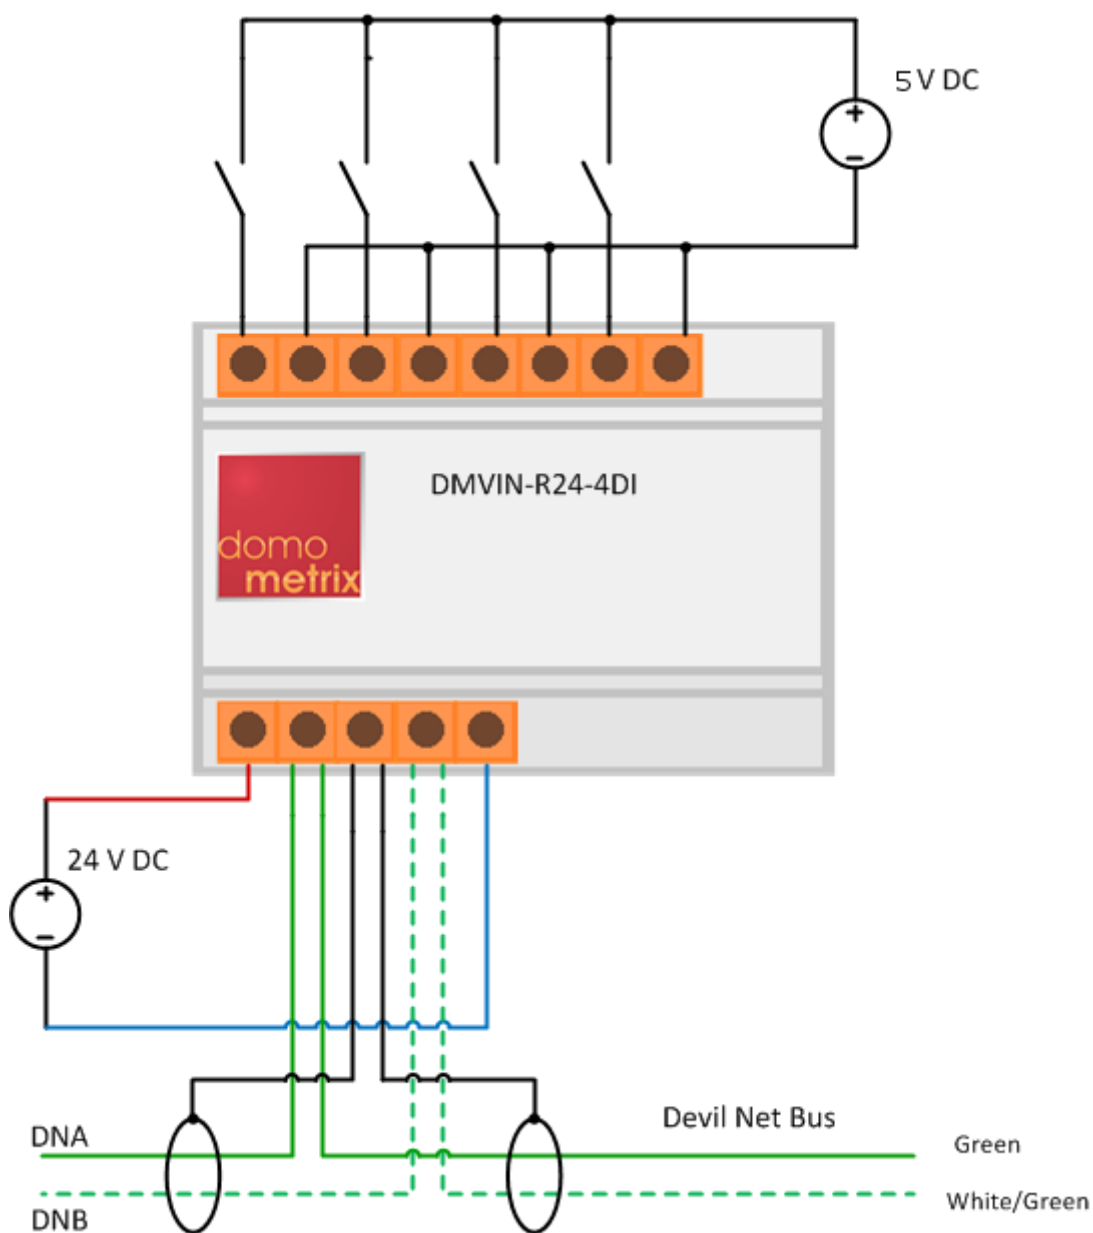 5 V DC
+
−
DMVIN-R24-4DI
domo
metrix
24 V DC
+
−
Devil Net Bus
DNA
Green
White/Green
DNB